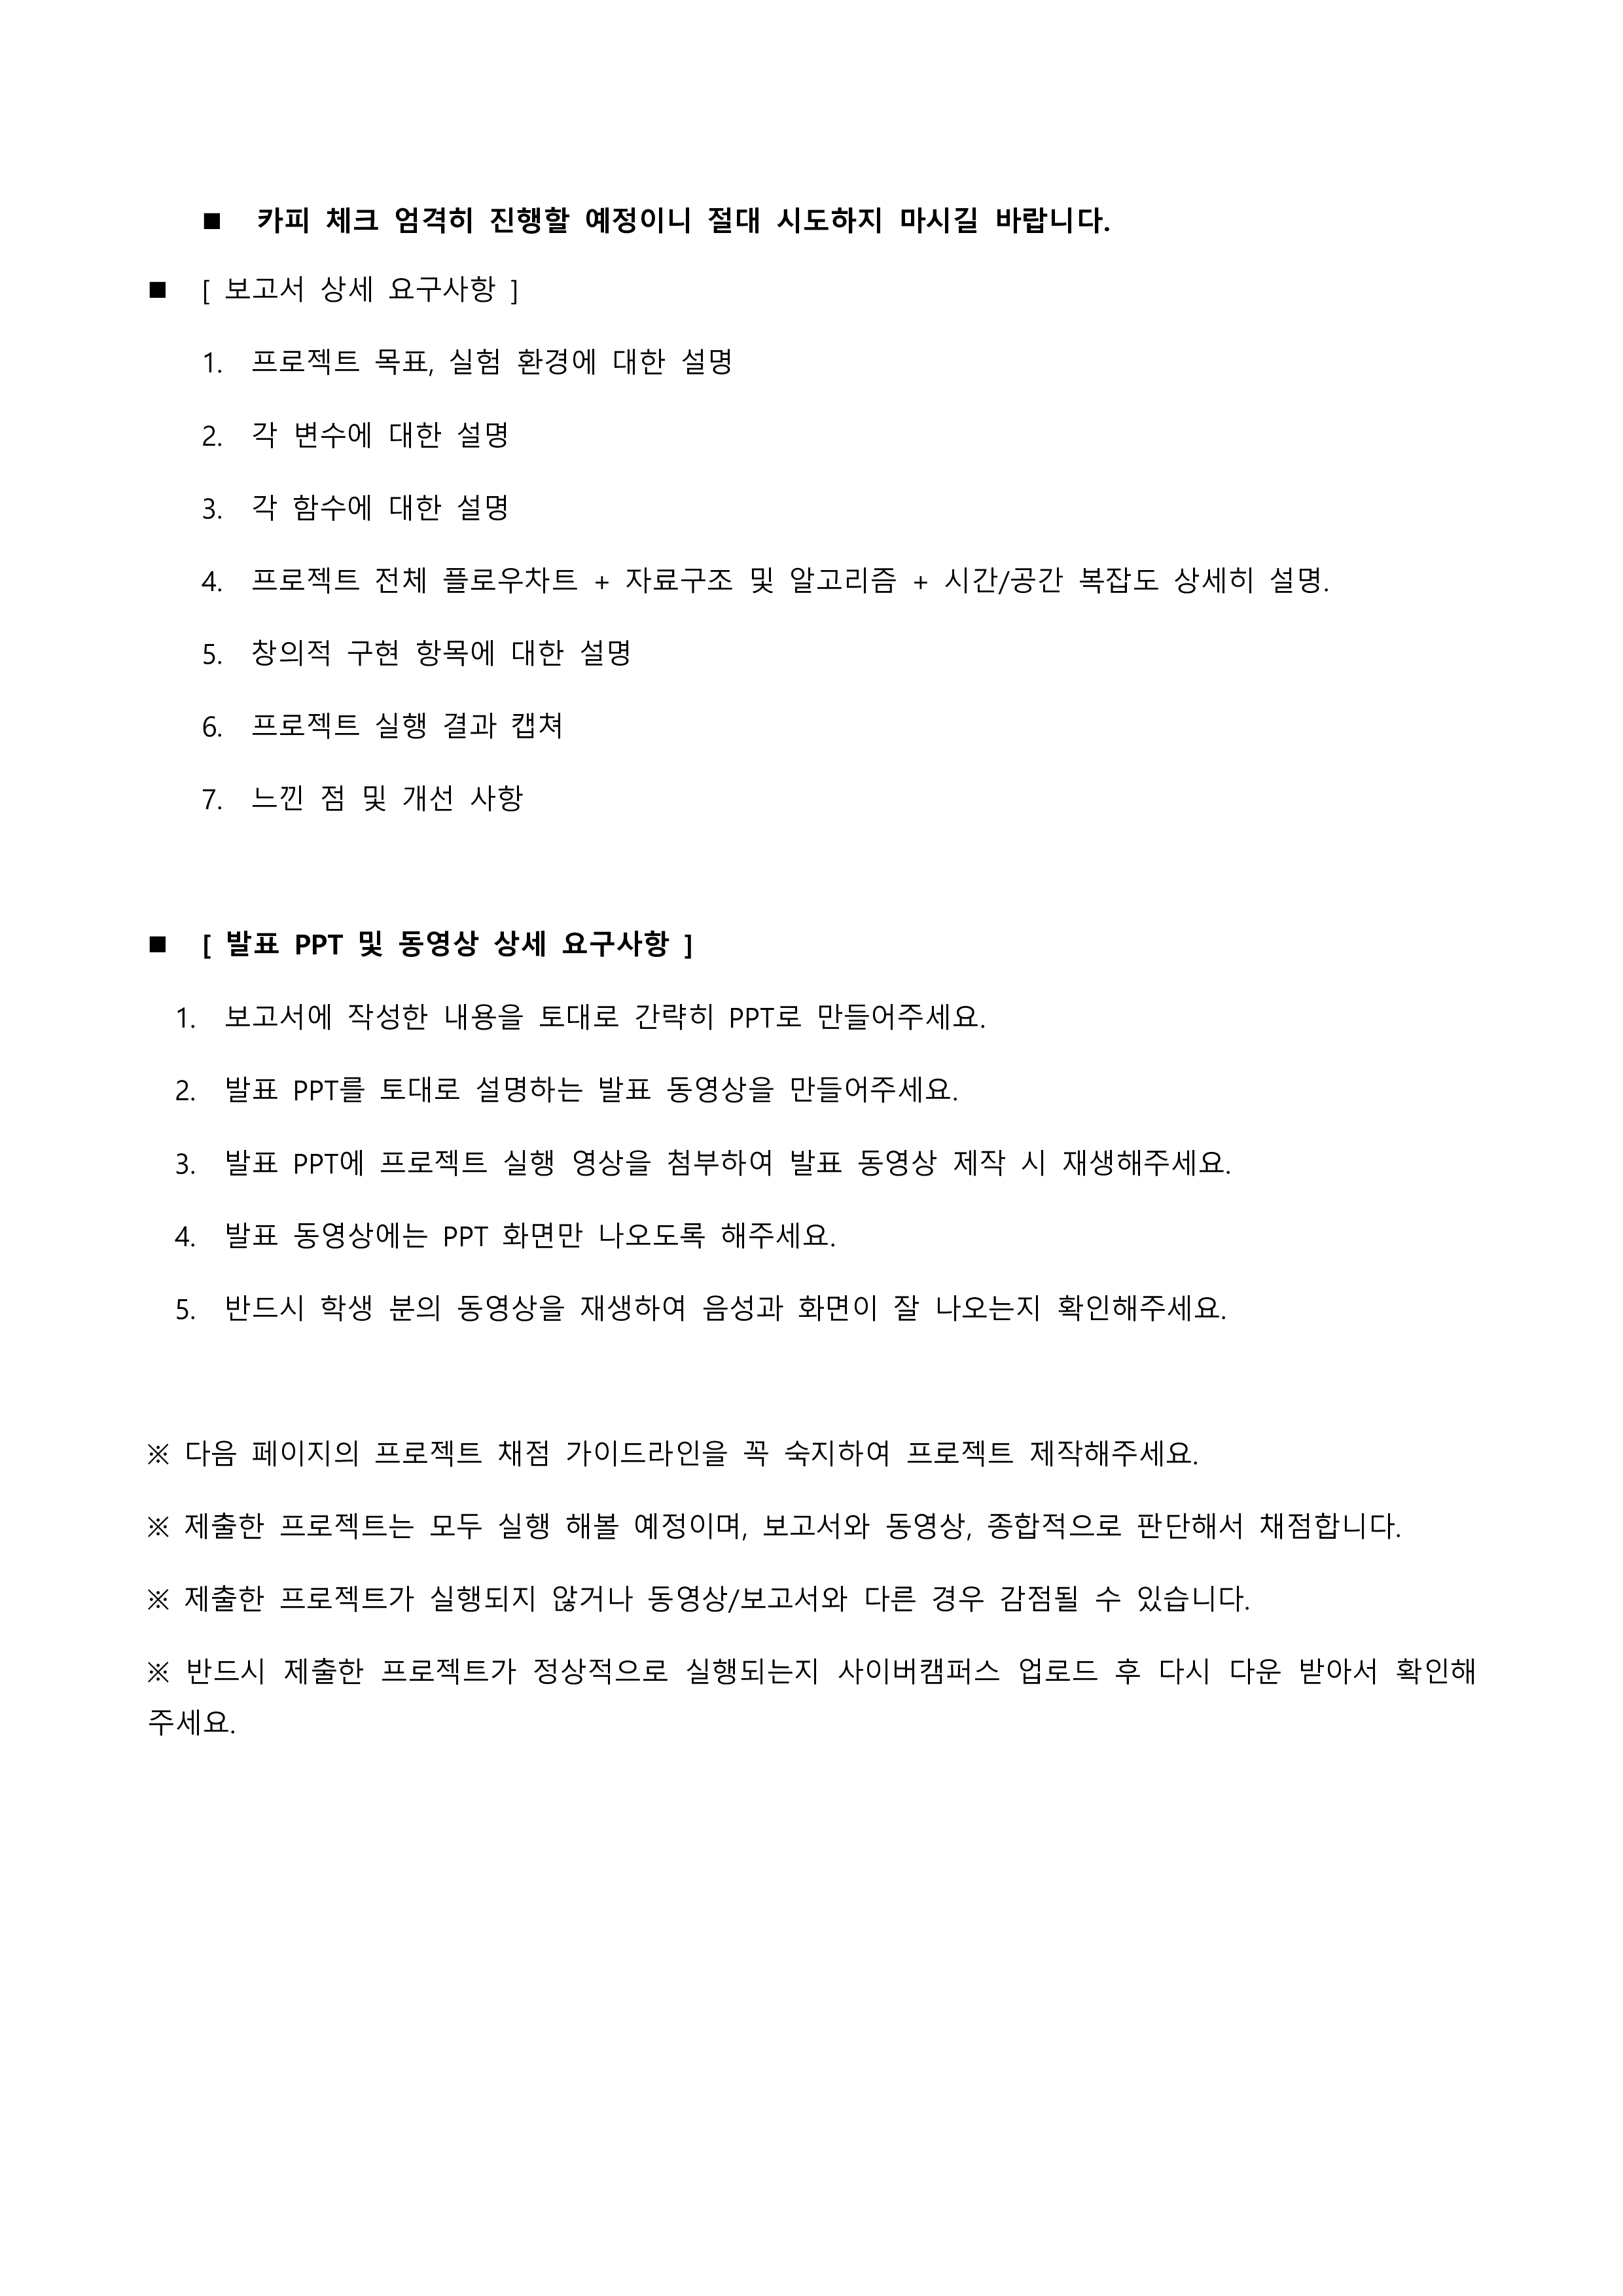 ■ 카피 체크 엄격히 진행할 예정이니 절대 시도하지 마시길 바랍니다.
■ [ 보고서 상세 요구사항 ]
1. 프로젝트 목표, 실험 환경에 대한 설명
2. 각 변수에 대한 설명
3. 각 함수에 대한 설명
4. 프로젝트 전체 플로우차트 + 자료구조 및 알고리즘 + 시간/공간 복잡도 상세히 설명.
5. 창의적 구현 항목에 대한 설명
6. 프로젝트 실행 결과 캡쳐
7. 느낀 점 및 개선 사항
■ [ 발표 PPT 및 동영상 상세 요구사항 ]
1. 보고서에 작성한 내용을 토대로 간략히 PPT로 만들어주세요.
2. 발표 PPT를 토대로 설명하는 발표 동영상을 만들어주세요.
3. 발표 PPT에 프로젝트 실행 영상을 첨부하여 발표 동영상 제작 시 재생해주세요.
4. 발표 동영상에는 PPT 화면만 나오도록 해주세요.
5. 반드시 학생 분의 동영상을 재생하여 음성과 화면이 잘 나오는지 확인해주세요.
※ 다음 페이지의 프로젝트 채점 가이드라인을 꼭 숙지하여 프로젝트 제작해주세요.
※ 제출한 프로젝트는 모두 실행 해볼 예정이며, 보고서와 동영상, 종합적으로 판단해서 채점합니다.
※ 제출한 프로젝트가 실행되지 않거나 동영상/보고서와 다른 경우 감점될 수 있습니다.
※ 반드시 제출한 프로젝트가 정상적으로 실행되는지 사이버캠퍼스 업로드 후 다시 다운 받아서 확인해
주세요.